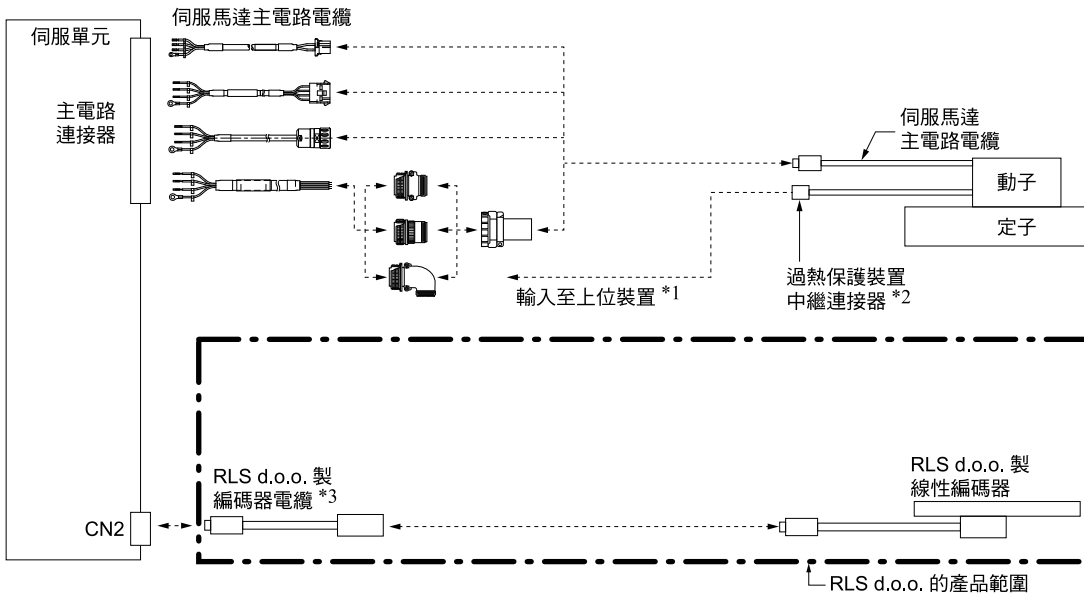 伺服馬達主電路電纜
伺服單元
主電路
連接器
伺服馬達
主電路電纜
動子
定子
過熱保護裝置
中繼連接器 *2
輸入至上位裝置 *1
RLS d.o.o. 製
編碼器電纜 *3
RLS d.o.o. 製
線性編碼器
CN2
RLS d.o.o. 的產品範圍